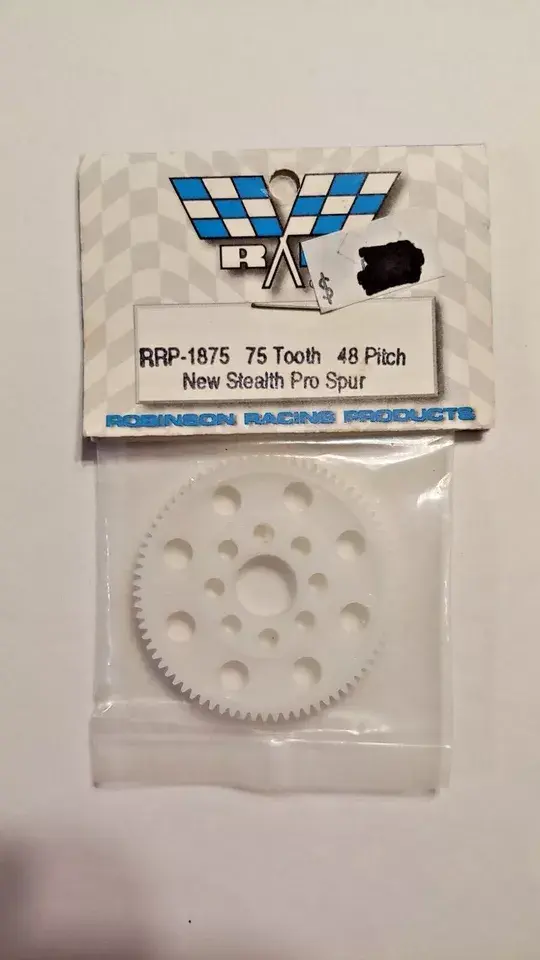 R
$
RRP-1875 75 Tooth 48 Pitch
New Stealth Pro Spur
ROBINSON RACING PRODUCTS